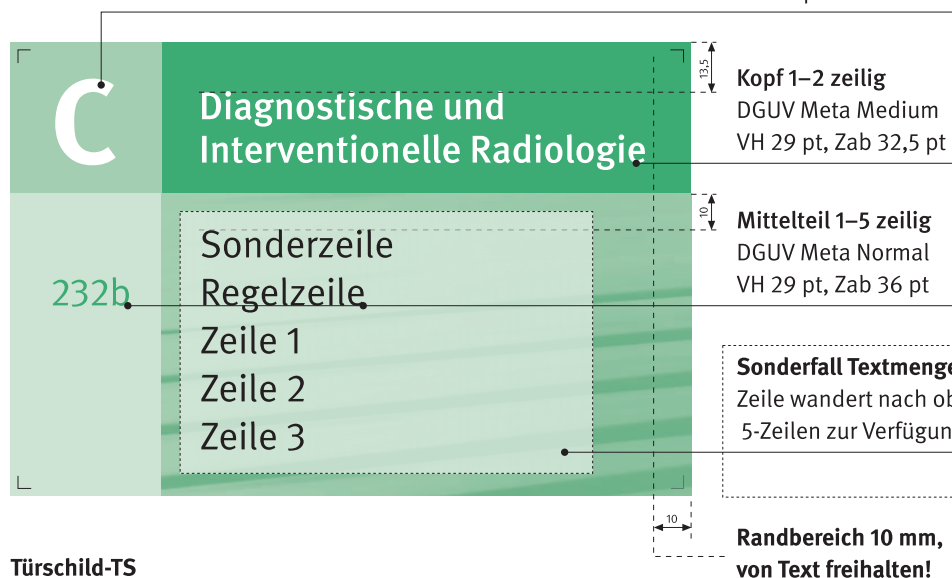 C
Diagnostische und
Interventionelle Radiologie
13,5
Kopf 1–2 zeilig
DGUV Meta Medium
VH 29 pt, Zab 32,5 pt
10
Mittelteil 1–5 zeilig
DGUV Meta Normal
VH 29 pt, Zab 36 pt
232b
Sonderzeile
Regelzeile
Zeile 1
Zeile 2
Zeile 3
Sonderfall Textmenge
Zeile wandert nach ob
5-Zeilen zur Verfügun
10
Randbereich 10 mm,
von Text freihalten!
Türschild-TS